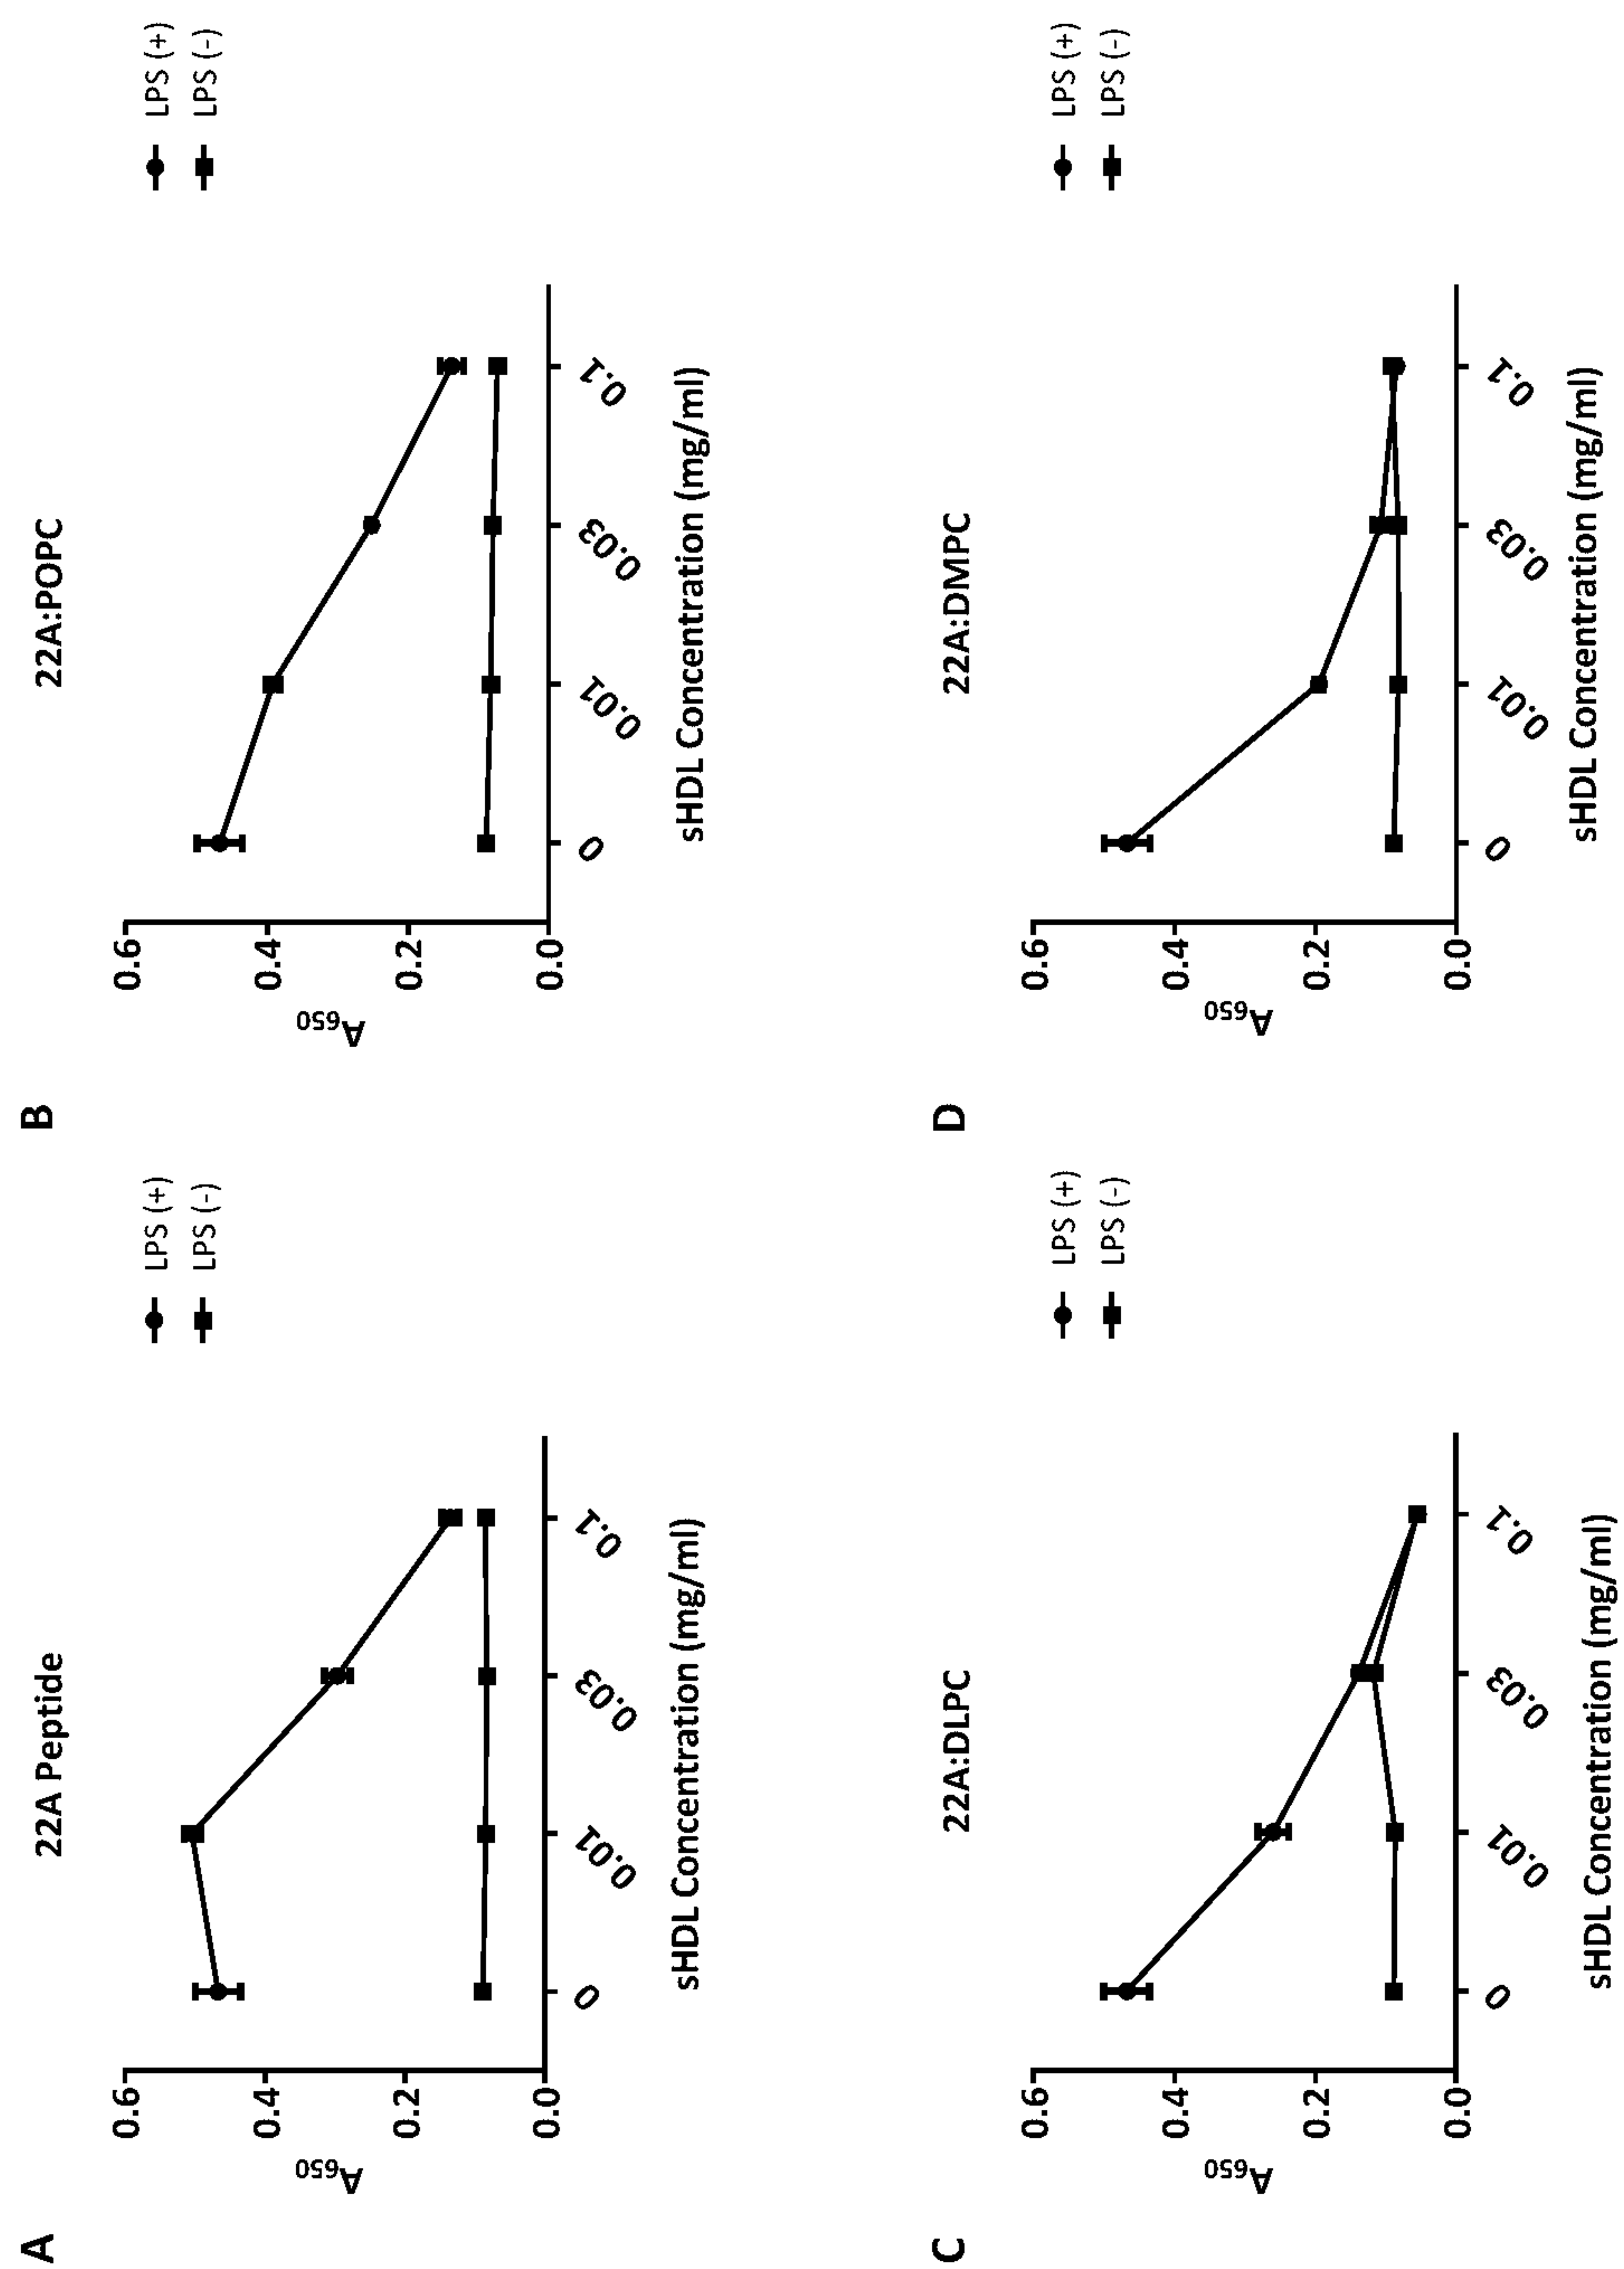 A
22A Peptide
LPS (+)
LPS (-)
A650
0.6
0.4
0.2
0.0
0
0.01
0.03
0.1
sHDL Concentration (mg/ml)
B
22A:POPC
LPS (+)
LPS (-)
A650
0.6
0.4
0.2
0.0
0
0.01
0.03
0.1
sHDL Concentration (mg/ml)
C
22A:DLPC
LPS (+)
LPS (-)
A650
0.6
0.4
0.2
0.0
0
0.01
0.03
0.1
sHDL Concentration (mg/ml)
D
22A:DMPC
LPS (+)
LPS (-)
A650
0.6
0.4
0.2
0.0
0
0.01
0.03
0.1
sHDL Concentration (mg/ml)